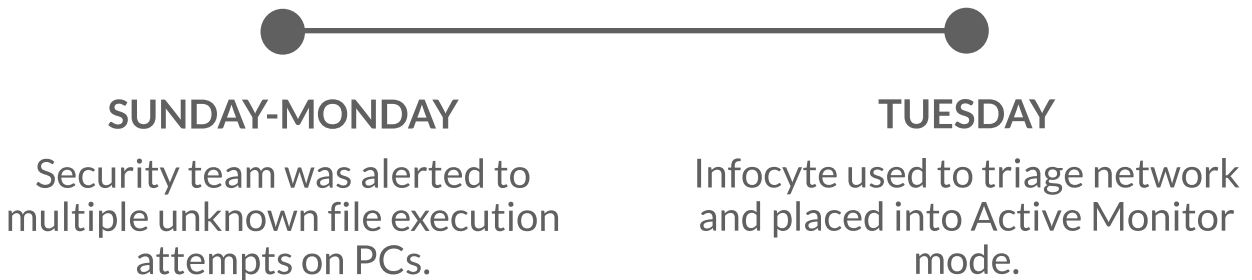 SUNDAY-MONDAY
Security team was alerted to
multiple unknown file execution
attempts on PCs.
TUESDAY
Infocyte used to triage network
and placed into Active Monitor
mode.